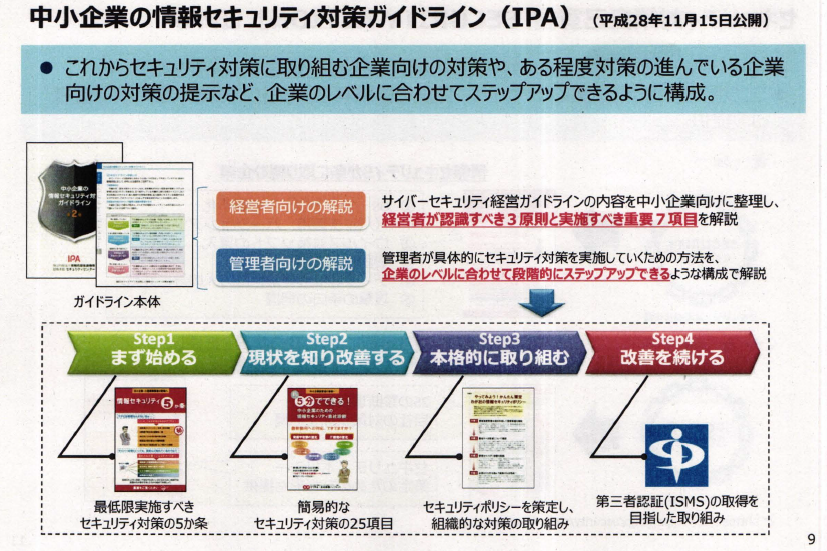 中小企業の情報セキュリティ対策ガイドライン（IPA）（平成28年11月15日公開）
● これからセキュリティ対策に取り組む企業向けの対策や、ある程度対策の進んでいる企業
向けの対策の提示など、企業のレベルに合わせてステップアップできるように構成。
中小企業の
情報セキュリティ対
ガイドライン
第2版
IPA
ガイドライン本体
経営者向けの解説
サイバーセキュリティ経営ガイドラインの内容を中小企業向けに整理し、
経営者が認識すべき３原則と実施すべき重要７項目を解説
管理者向けの解説
管理者が具体的にセキュリティ対策を実施していくための方法を、
企業のレベルに合わせて段階的にステップアップできるような構成で解説
Step1
まず始める
Step2
現状を知り改善する
Step3
本格的に取り組む
Step4
改善を続ける
情報セキュリティ5か条
5分でできる！
中小企業のための
情報セキュリティ自社診断
最低限実施すべき
セキュリティ対策の5か条
簡易的な
セキュリティ対策の25項目
セキュリティポリシーを策定し、
組織的な対策の取り組み
第三者認証(ISMS)の取得を
目指した取り組み
9